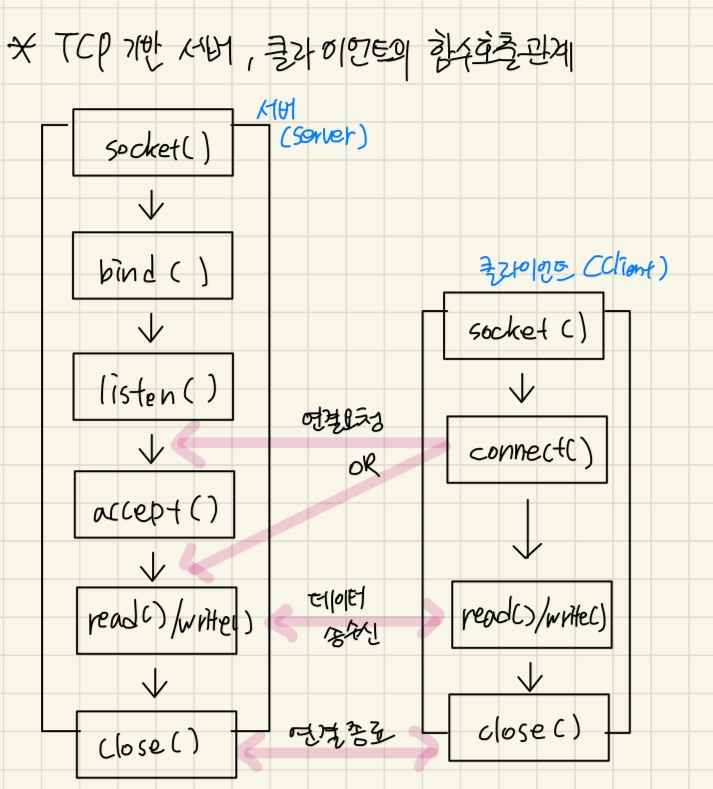 * TCP 기반 서버, 클라이언트의 함수호출관계
서버
(server)
socket()
bind ()
listen()
accept()
read()/write()
close()
클라이언트 (Client)
socket ()
connect()
read()/write()
close()
연결요청
OR
데이터
송수신
연결종료